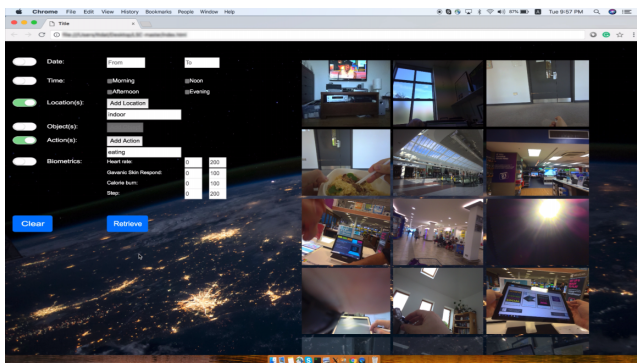 Chrome File Edit View History Bookmarks People Window Help
87% Tue 9:57 PM
Title
Date: From To
Time: Morning Noon
Afternoon Evening
Location(s): Add Location
indoor
Object(s):
Action(s): Add Action
eating
Biometrics: Heart rate: 0 200
Gavanic Skin Respond: 0 100
Calorie burn: 0 100
Step: 0 200
Clear Retrieve